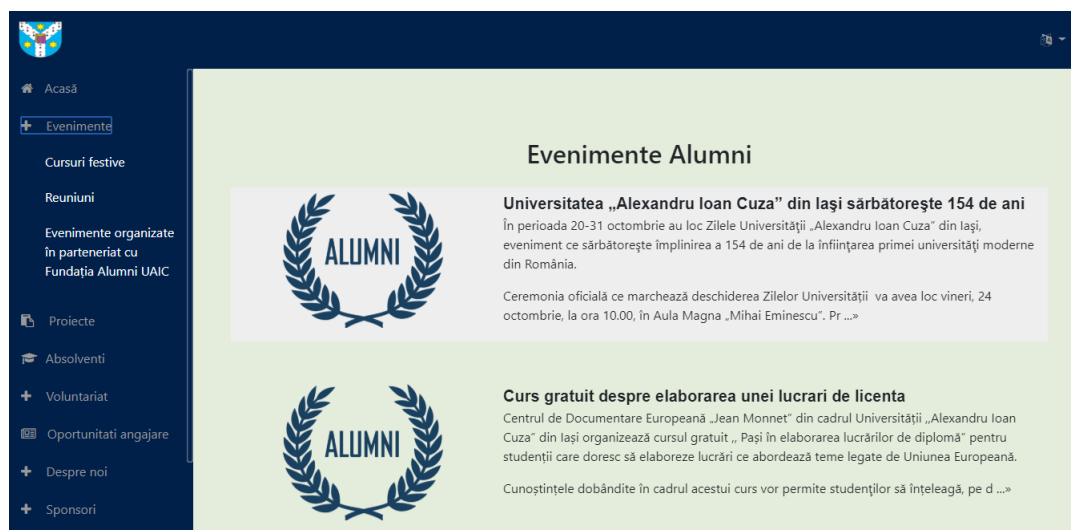 Acasă
Evenimente
Cursuri festive
Reuniuni
Evenimente organizate
în parteneriat cu
Fundația Alumni UAIC
Proiecte
Absolventi
Voluntariat
Oportunitati angajare
Despre noi
Sponsori
Evenimente Alumni
ALUMNI
Universitatea „Alexandru Ioan Cuza” din Iaşi sărbătoreşte 154 de ani
În perioada 20-31 octombrie au loc Zilele Universităţii „Alexandru Ioan Cuza” din Iaşi,
eveniment ce sărbătoreşte împlinirea a 154 de ani de la înfiinţarea primei universităţi moderne
din România.
Ceremonia oficială ce marchează deschiderea Zilelor Universității va avea loc vineri, 24
octombrie, la ora 10.00, în Aula Magna „Mihai Eminescu”. Pr ...»
ALUMNI
Curs gratuit despre elaborarea unei lucrari de licenta
Centrul de Documentare Europeană „Jean Monnet” din cadrul Universității „Alexandru Ioan
Cuza” din Iași organizează cursul gratuit ,, Pași în elaborarea lucrărilor de diplomă” pentru
studenții care doresc să elaboreze lucrări ce abordează teme legate de Uniunea Europeană.
Cunoștințele dobândite în cadrul acestui curs vor permite studenţilor să înțeleagă, pe d ...»